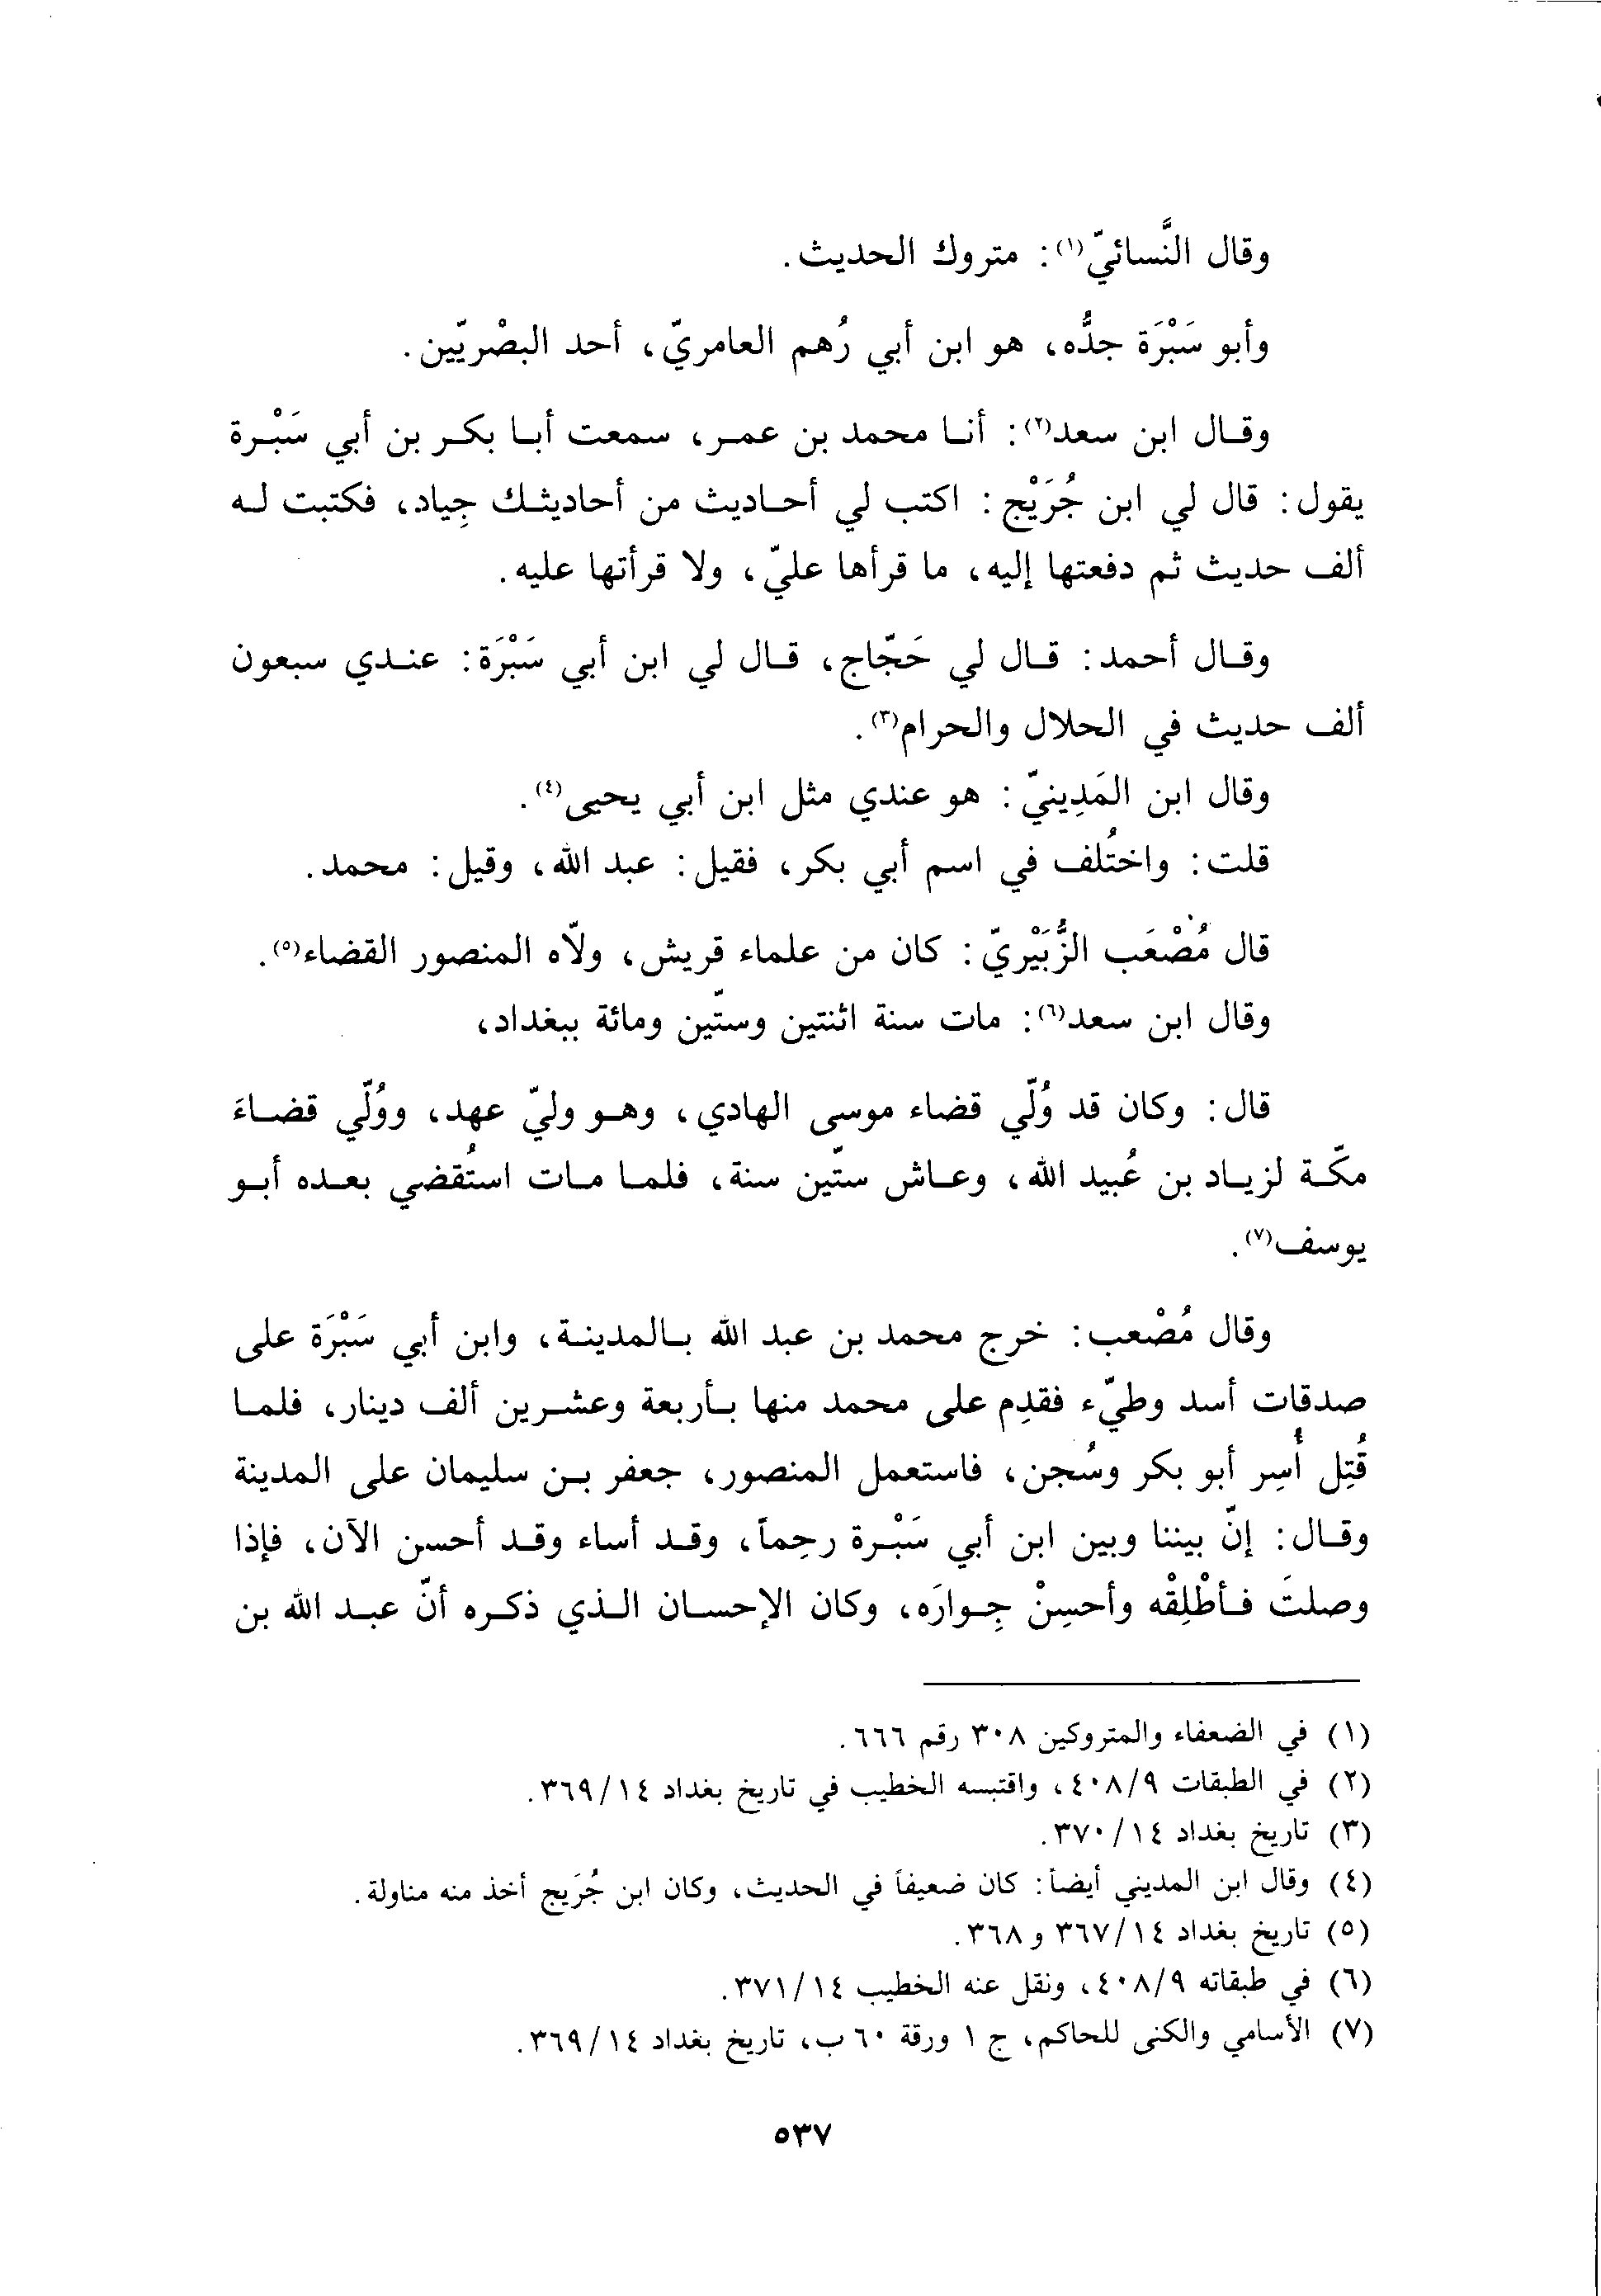 وقال النَّسائيّ(١): متروك الحديث.
وأبو سَبْرَة جدُّه، هو ابن أبي رُهم العامريّ، أحد البصْريّين.
وقال ابن سعد(٢): أنا محمد بن عمر، سمعت أبا بكر بن أبي سَبْرة
يقول: قال لي ابن جُرَيْج: اكتب لي أحاديث من أحاديثك جِياد، فكتبت له
ألف حديث ثم دفعتها إليه، ما قرأها عليّ، ولا قرأتها عليه.
وقال أحمد: قال لي حَجّاج، قال لي ابن أبي سَبْرَة: عندي سبعون
ألف حديث في الحلال والحرام(٣).
وقال ابن المَدِينيّ: هو عندي مثل ابن أبي يحيى(٤).
قلت: واختُلف في اسم أبي بكر، فقيل: عبد الله، وقيل: محمد.
قال مُصْعَب الزُّبَيْريّ: كان من علماء قريش، ولاّه المنصور القضاء(٥).
وقال ابن سعد(٦): مات سنة اثنتين وستّين ومائة ببغداد،
قال: وكان قد وُلّي قضاء موسى الهادي، وهو وليّ عهد، ووُلّي قضاءَ
مكّة لزياد بن عُبيد الله، وعاش ستّين سنة، فلما مات استُقضي بعده أبو
يوسف(٧).
وقال مُصْعب: خرج محمد بن عبد الله بالمدينة، وابن أبي سَبْرَة على
صدقات أسد وطيّء فقدِم على محمد منها بأربعة وعشرين ألف دينار، فلما
قُتِل أُسِر أبو بكر وسُجن، فاستعمل المنصور، جعفر بن سليمان على المدينة
وقال: إنّ بيننا وبين ابن أبي سَبْرة رحِماً، وقد أساء وقد أحسن الآن، فإذا
وصلتَ فأطْلِقْه وأحسِنْ جِوارَه، وكان الإحسان الذي ذكره أنّ عبد الله بن
(١) في الضعفاء والمتروكين ٣٠٨ رقم ٦٦٦.
(٢) في الطبقات ٤٠٨/٩، واقتبسه الخطيب في تاريخ بغداد ٣٦٩/١٤.
(٣) تاريخ بغداد ٣٧٠/١٤.
(٤) وقال ابن المديني أيضاً: كان ضعيفاً في الحديث، وكان ابن جُرَيج أخذ منه مناولة.
(٥) تاريخ بغداد ٣٦٧/١٤ و ٣٦٨.
(٦) في طبقاته ٤٠٨/٩، ونقل عنه الخطيب ٣٧١/١٤.
(٧) الأسامي والكنى للحاكم، ج ١ ورقة ٦٠ ب، تاريخ بغداد ٣٦٩/١٤.
٥٣٧